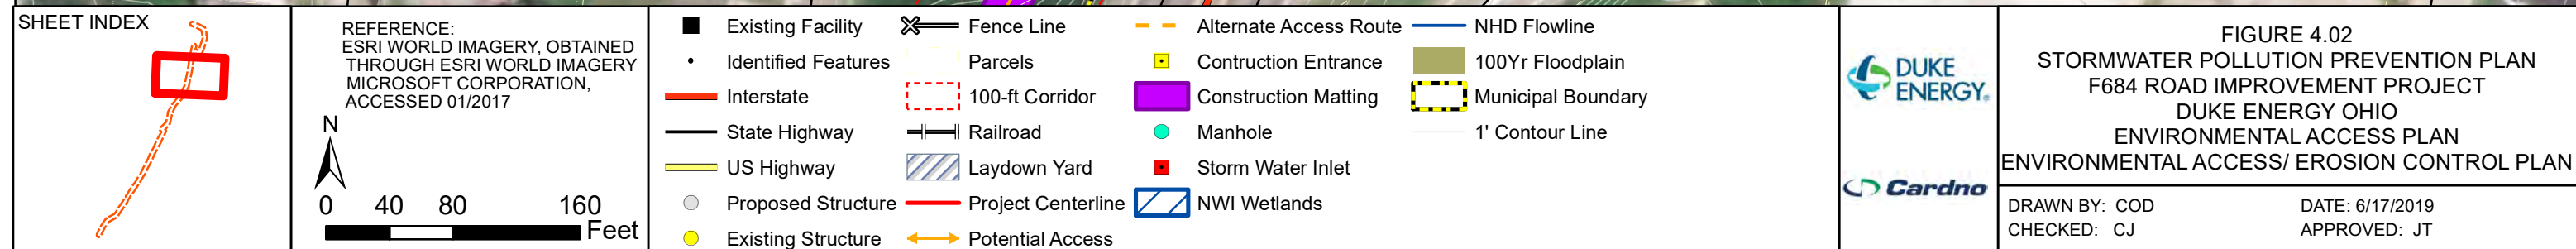 SHEET INDEX
REFERENCE:
ESRI WORLD IMAGERY, OBTAINED
THROUGH ESRI WORLD IMAGERY
MICROSOFT CORPORATION,
ACCESSED 01/2017
N
0 40 80 160
Feet
Existing Facility
Identified Features
Interstate
State Highway
US Highway
Proposed Structure
Existing Structure
Fence Line
Parcels
100-ft Corridor
Railroad
Laydown Yard
Project Centerline
Potential Access
Alternate Access Route
Contruction Entrance
Construction Matting
Manhole
Storm Water Inlet
NWI Wetlands
NHD Flowline
100Yr Floodplain
Municipal Boundary
1' Contour Line
DUKE
ENERGY®
Cardno
FIGURE 4.02
STORMWATER POLLUTION PREVENTION PLAN
F684 ROAD IMPROVEMENT PROJECT
DUKE ENERGY OHIO
ENVIRONMENTAL ACCESS PLAN
ENVIRONMENTAL ACCESS/ EROSION CONTROL PLAN
DRAWN BY: COD DATE: 6/17/2019
CHECKED: CJ APPROVED: JT